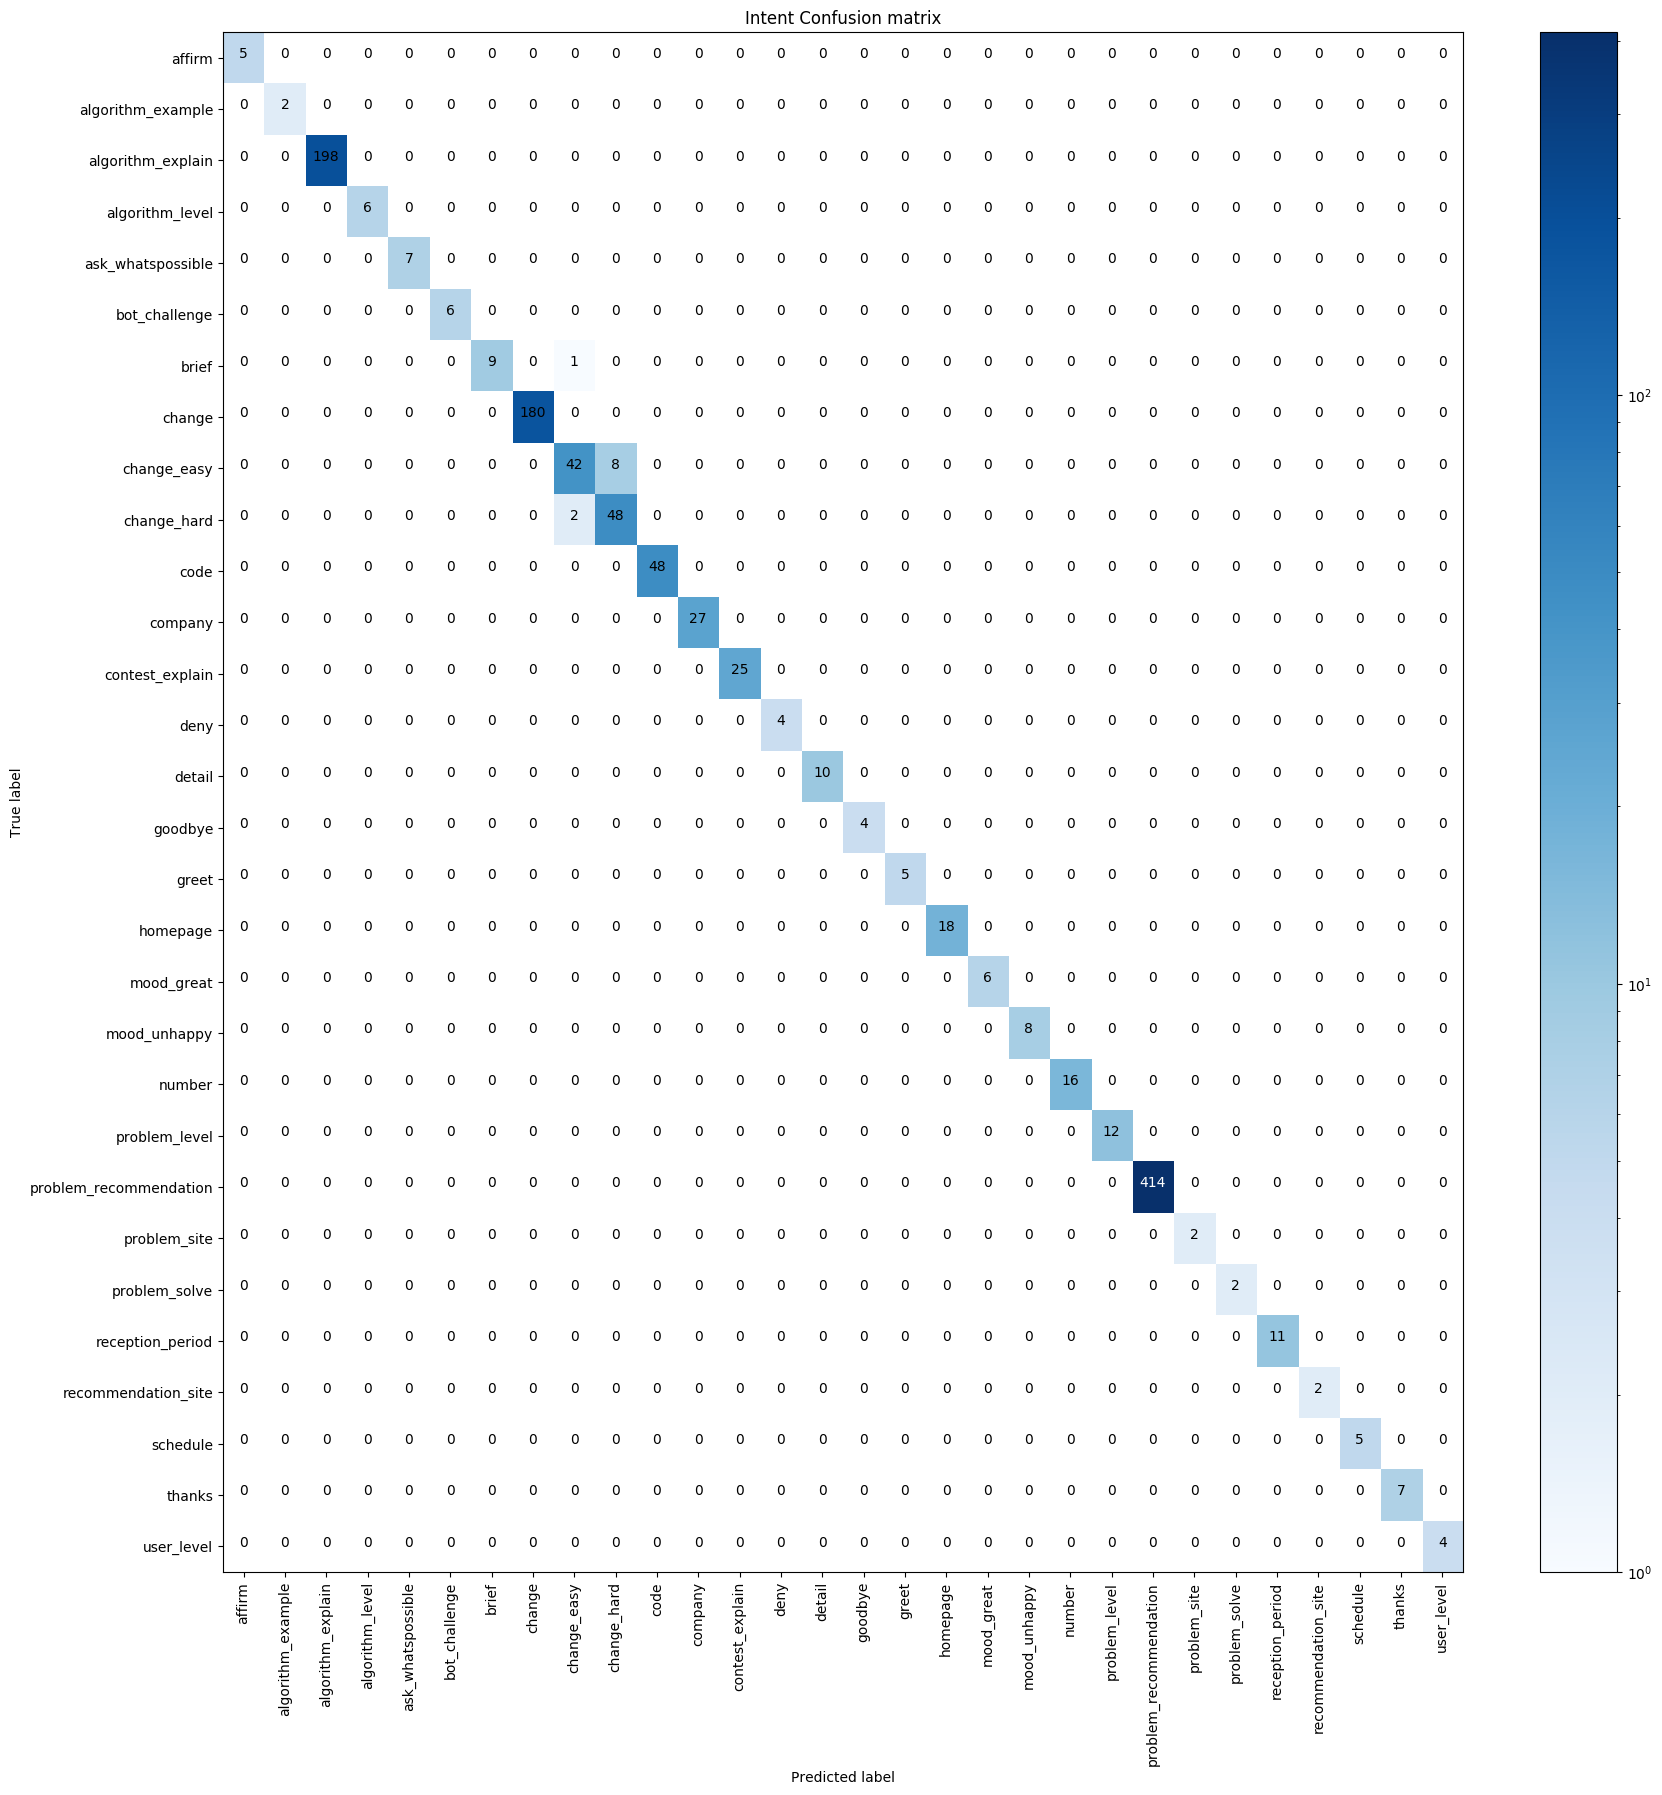 Intent Confusion matrix
affirm 5 0 0 0 0 0 0 0 0 0 0 0 0 0 0 0 0 0 0 0 0 0 0 0 0 0 0 0 0 0
algorithm_example 0 2 0 0 0 0 0 0 0 0 0 0 0 0 0 0 0 0 0 0 0 0 0 0 0 0 0 0 0 0
algorithm_explain 0 0 198 0 0 0 0 0 0 0 0 0 0 0 0 0 0 0 0 0 0 0 0 0 0 0 0 0 0 0
algorithm_level 0 0 0 6 0 0 0 0 0 0 0 0 0 0 0 0 0 0 0 0 0 0 0 0 0 0 0 0 0 0
ask_whatspossible 0 0 0 0 7 0 0 0 0 0 0 0 0 0 0 0 0 0 0 0 0 0 0 0 0 0 0 0 0 0
bot_challenge 0 0 0 0 0 6 0 0 0 0 0 0 0 0 0 0 0 0 0 0 0 0 0 0 0 0 0 0 0 0
brief 0 0 0 0 0 0 9 0 1 0 0 0 0 0 0 0 0 0 0 0 0 0 0 0 0 0 0 0 0 0
change 0 0 0 0 0 0 0 180 0 0 0 0 0 0 0 0 0 0 0 0 0 0 0 0 0 0 0 0 0 0
change_easy 0 0 0 0 0 0 0 0 42 8 0 0 0 0 0 0 0 0 0 0 0 0 0 0 0 0 0 0 0 0
change_hard 0 0 0 0 0 0 0 0 2 48 0 0 0 0 0 0 0 0 0 0 0 0 0 0 0 0 0 0 0 0
code 0 0 0 0 0 0 0 0 0 0 48 0 0 0 0 0 0 0 0 0 0 0 0 0 0 0 0 0 0 0
company 0 0 0 0 0 0 0 0 0 0 0 27 0 0 0 0 0 0 0 0 0 0 0 0 0 0 0 0 0 0
contest_explain 0 0 0 0 0 0 0 0 0 0 0 0 25 0 0 0 0 0 0 0 0 0 0 0 0 0 0 0 0 0
deny 0 0 0 0 0 0 0 0 0 0 0 0 0 4 0 0 0 0 0 0 0 0 0 0 0 0 0 0 0 0
detail 0 0 0 0 0 0 0 0 0 0 0 0 0 0 10 0 0 0 0 0 0 0 0 0 0 0 0 0 0 0
goodbye 0 0 0 0 0 0 0 0 0 0 0 0 0 0 0 4 0 0 0 0 0 0 0 0 0 0 0 0 0 0
greet 0 0 0 0 0 0 0 0 0 0 0 0 0 0 0 0 5 0 0 0 0 0 0 0 0 0 0 0 0 0
homepage 0 0 0 0 0 0 0 0 0 0 0 0 0 0 0 0 0 18 0 0 0 0 0 0 0 0 0 0 0 0
mood_great 0 0 0 0 0 0 0 0 0 0 0 0 0 0 0 0 0 0 6 0 0 0 0 0 0 0 0 0 0 0
mood_unhappy 0 0 0 0 0 0 0 0 0 0 0 0 0 0 0 0 0 0 0 8 0 0 0 0 0 0 0 0 0 0
number 0 0 0 0 0 0 0 0 0 0 0 0 0 0 0 0 0 0 0 0 16 0 0 0 0 0 0 0 0 0
problem_level 0 0 0 0 0 0 0 0 0 0 0 0 0 0 0 0 0 0 0 0 0 12 0 0 0 0 0 0 0 0
problem_recommendation 0 0 0 0 0 0 0 0 0 0 0 0 0 0 0 0 0 0 0 0 0 0 414 0 0 0 0 0 0 0
problem_site 0 0 0 0 0 0 0 0 0 0 0 0 0 0 0 0 0 0 0 0 0 0 0 2 0 0 0 0 0 0
problem_solve 0 0 0 0 0 0 0 0 0 0 0 0 0 0 0 0 0 0 0 0 0 0 0 0 2 0 0 0 0 0
reception_period 0 0 0 0 0 0 0 0 0 0 0 0 0 0 0 0 0 0 0 0 0 0 0 0 0 11 0 0 0 0
recommendation_site 0 0 0 0 0 0 0 0 0 0 0 0 0 0 0 0 0 0 0 0 0 0 0 0 0 0 2 0 0 0
schedule 0 0 0 0 0 0 0 0 0 0 0 0 0 0 0 0 0 0 0 0 0 0 0 0 0 0 0 5 0 0
thanks 0 0 0 0 0 0 0 0 0 0 0 0 0 0 0 0 0 0 0 0 0 0 0 0 0 0 0 0 7 0
user_level 0 0 0 0 0 0 0 0 0 0 0 0 0 0 0 0 0 0 0 0 0 0 0 0 0 0 0 0 0 4
True label
affirm
algorithm_example
algorithm_explain
algorithm_level
ask_whatspossible
bot_challenge
brief
change
change_easy
change_hard
code
company
contest_explain
deny
detail
goodbye
greet
homepage
mood_great
mood_unhappy
number
problem_level
problem_recommendation
problem_site
problem_solve
reception_period
recommendation_site
schedule
thanks
user_level
Predicted label
10²
10¹
10⁰